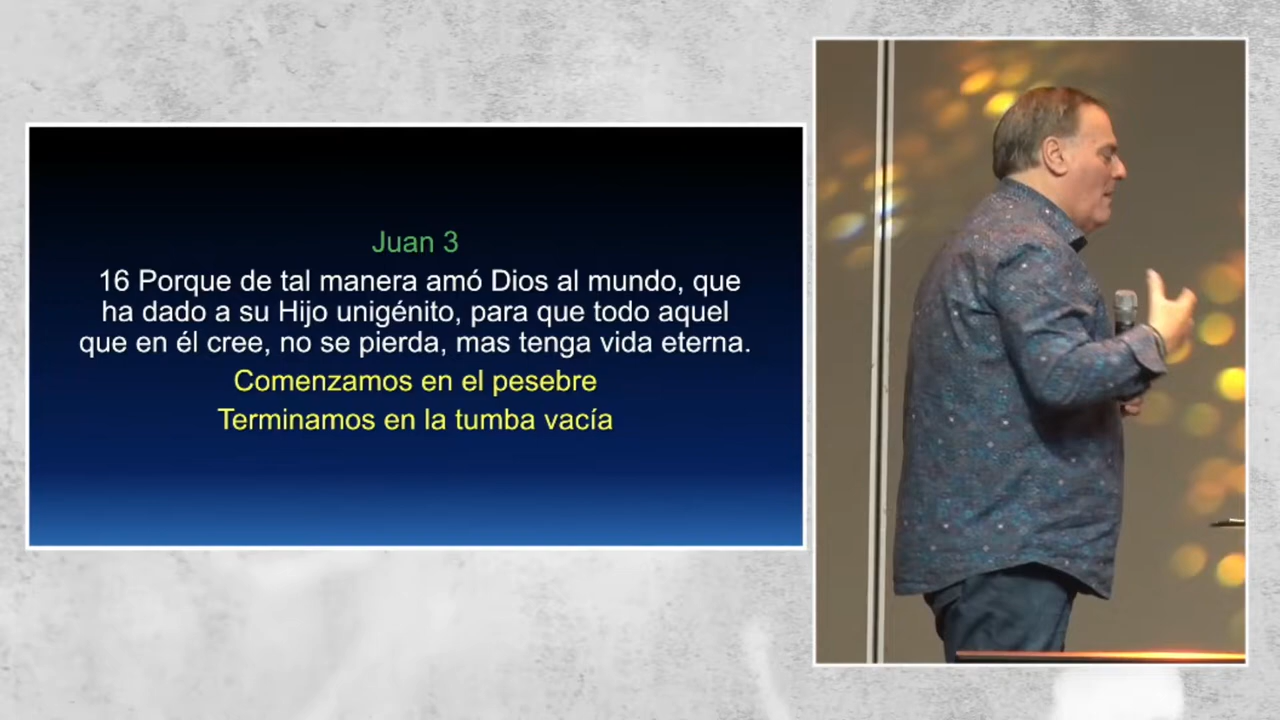 Juan 3
16 Porque de tal manera amó Dios al mundo, que
ha dado a su Hijo unigénito, para que todo aquel
que en él cree, no se pierda, mas tenga vida eterna.
Comenzamos en el pesebre
Terminamos en la tumba vacía